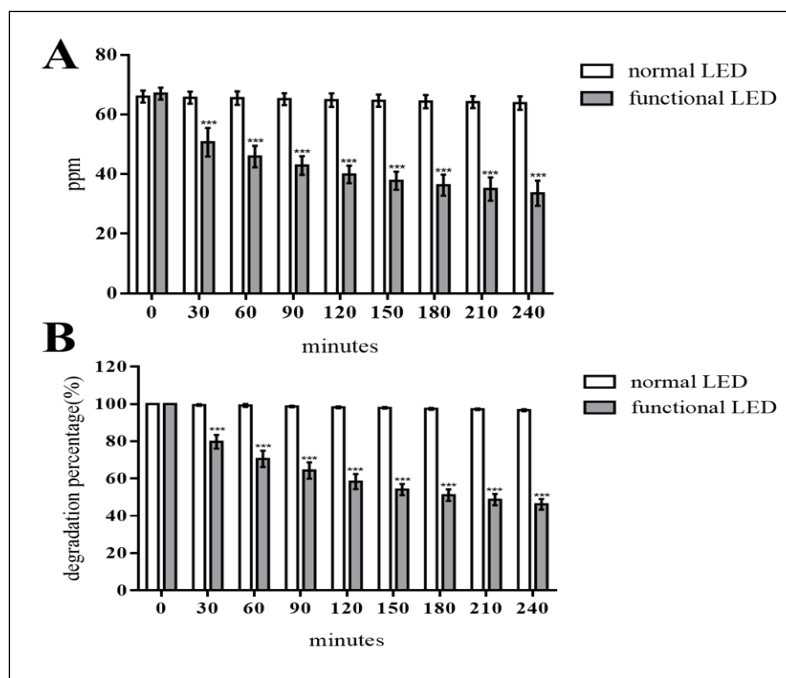 A
80
60
40
20
0
ppm
0 30 60 90 120 150 180 210 240
minutes
*** *** *** *** *** *** *** ***
normal LED
functional LED
B
120
100
80
60
40
20
0
degradation percentage(%)
0 30 60 90 120 150 180 210 240
minutes
*** *** *** *** *** *** *** ***
normal LED
functional LED